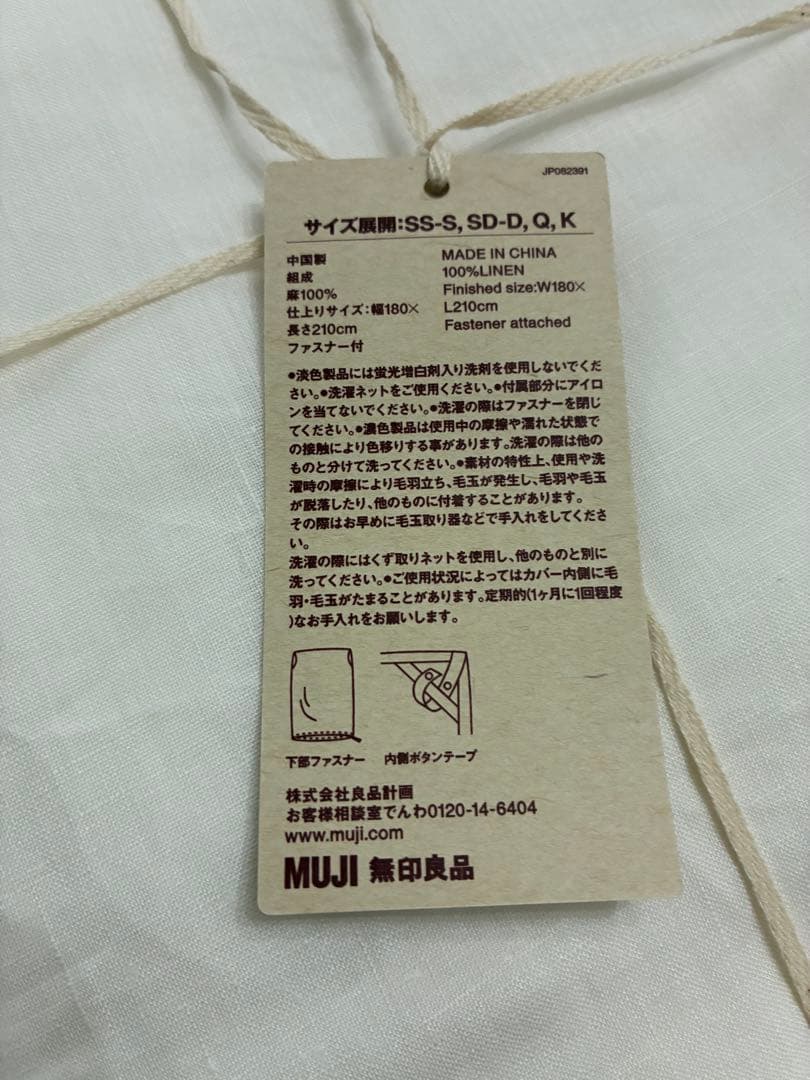 JP082391
サイズ展開:SS-S, SD-D, Q, K
中国製
組成
麻100%
仕上りサイズ:幅180×
長さ210cm
ファスナー付
MADE IN CHINA
100%LINEN
Finished size:W180×
L210cm
Fastener attached
●淡色製品には蛍光増白剤入り洗剤を使用しないでくだ
さい。●洗濯ネットをご使用ください。●付属部分にアイロ
ンを当てないでください。●洗濯の際はファスナーを閉じ
てください。●濃色製品は使用中の摩擦や濡れた状態で
の接触により色移りする事があります。洗濯の際は他の
ものと分けて洗ってください。●素材の特性上、使用や洗
濯時の摩擦により毛羽立ち、毛玉が発生し、毛羽や毛玉
が脱落したり、他のものに付着することがあります。
その際はお早めに毛玉取り器などで手入れをしてくださ
い。
洗濯の際にはくず取りネットを使用し、他のものと別に
洗ってください。●ご使用状況によってはカバー内側に毛
羽・毛玉がたまることがあります。定期的(1ヶ月に1回程度
)なお手入れをお願いします。
下部ファスナー 内側ボタンテープ
株式会社良品計画
お客様相談室でんわ0120-14-6404
www.muji.com
MUJI 無印良品